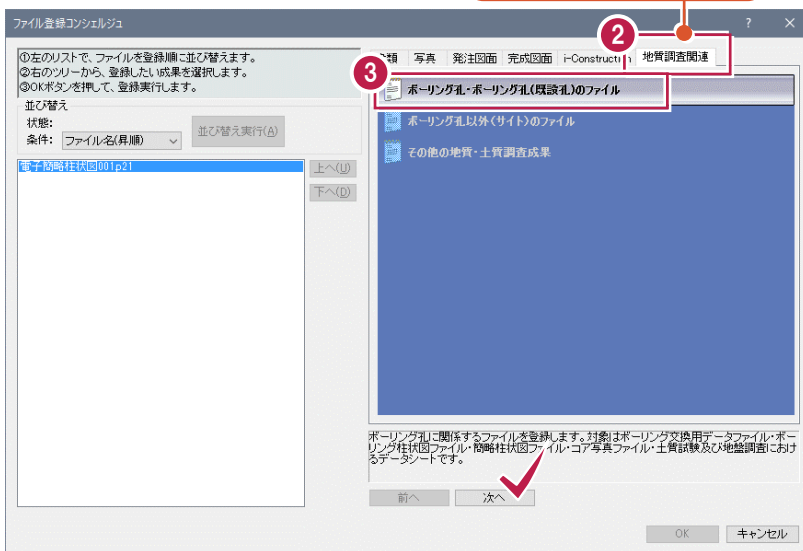 ファイル登録コンシェルジュ
? ×
①左のリストで、ファイルを登録順に並び替えます。
②右のツリーから、登録したい成果を選択します。
③OKボタンを押して、登録実行します。
並び替え
状態:
条件: ファイル名(昇順)
並び替え実行(A)
電子簡略柱状図001p21
上へ(U)
下へ(D)
2
類 写真 発注図面 完成図面 i-Construction 地質調査関連
3
ボーリング孔・ボーリング孔(既設孔)のファイル
ボーリング孔以外(サイト)のファイル
その他の地質・土質調査成果
ボーリング孔に関係するファイルを登録します。対象はボーリング交換用データファイル・ボー
リング柱状図ファイル・簡略柱状図ファイル・コア写真ファイル・土質試験及び地盤調査におけ
るデータシートです。
前へ 次へ
OK キャンセル